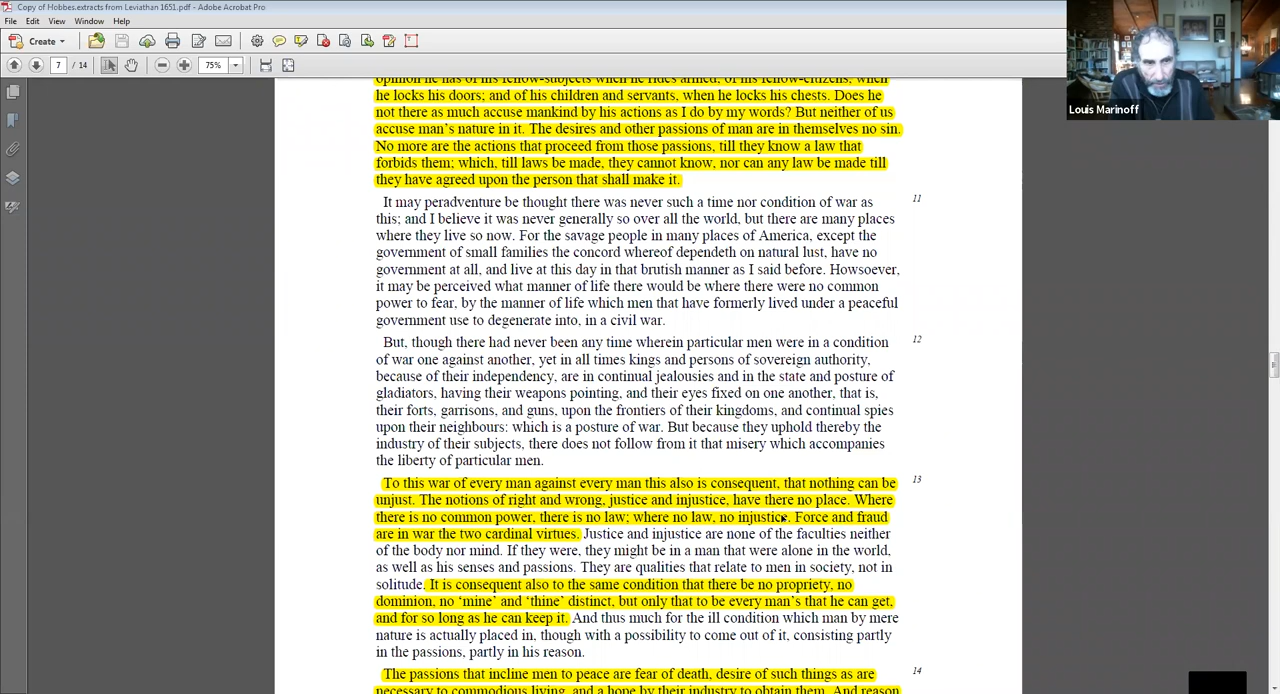 Copy of Hobbes.extracts from Leviathan 1651.pdf - Adobe Acrobat Pro
File Edit View Window Help
Create
7 / 14 75%
Louis Marinoff
opinion he has of his fellow-subjects when he rides armed; of his fellow-citizens, when
he locks his doors; and of his children and servants, when he locks his chests. Does he
not there as much accuse mankind by his actions as I do by my words? But neither of us
accuse man's nature in it. The desires and other passions of man are in themselves no sin.
No more are the actions that proceed from those passions, till they know a law that
forbids them; which, till laws be made, they cannot know, nor can any law be made till
they have agreed upon the person that shall make it.
It may peradventure be thought there was never such a time nor condition of war as 11
this; and I believe it was never generally so over all the world, but there are many places
where they live so now. For the savage people in many places of America, except the
government of small families the concord whereof dependeth on natural lust, have no
government at all, and live at this day in that brutish manner as I said before. Howsoever,
it may be perceived what manner of life there would be where there were no common
power to fear, by the manner of life which men that have formerly lived under a peaceful
government use to degenerate into, in a civil war.
But, though there had never been any time wherein particular men were in a condition 12
of war one against another, yet in all times kings and persons of sovereign authority,
because of their independency, are in continual jealousies and in the state and posture of
gladiators, having their weapons pointing, and their eyes fixed on one another, that is,
their forts, garrisons, and guns, upon the frontiers of their kingdoms, and continual spies
upon their neighbours: which is a posture of war. But because they uphold thereby the
industry of their subjects, there does not follow from it that misery which accompanies
the liberty of particular men.
To this war of every man against every man this also is consequent, that nothing can be 13
unjust. The notions of right and wrong, justice and injustice, have there no place. Where
there is no common power, there is no law; where no law, no injustice. Force and fraud
are in war the two cardinal virtues. Justice and injustice are none of the faculties neither
of the body nor mind. If they were, they might be in a man that were alone in the world,
as well as his senses and passions. They are qualities that relate to men in society, not in
solitude. It is consequent also to the same condition that there be no propriety, no
dominion, no ‘mine’ and ‘thine’ distinct, but only that to be every man’s that he can get,
and for so long as he can keep it. And thus much for the ill condition which man by mere
nature is actually placed in, though with a possibility to come out of it, consisting partly
in the passions, partly in his reason.
The passions that incline men to peace are fear of death, desire of such things as are 14
necessary to commodious living, and a hope by their industry to obtain them. And reason